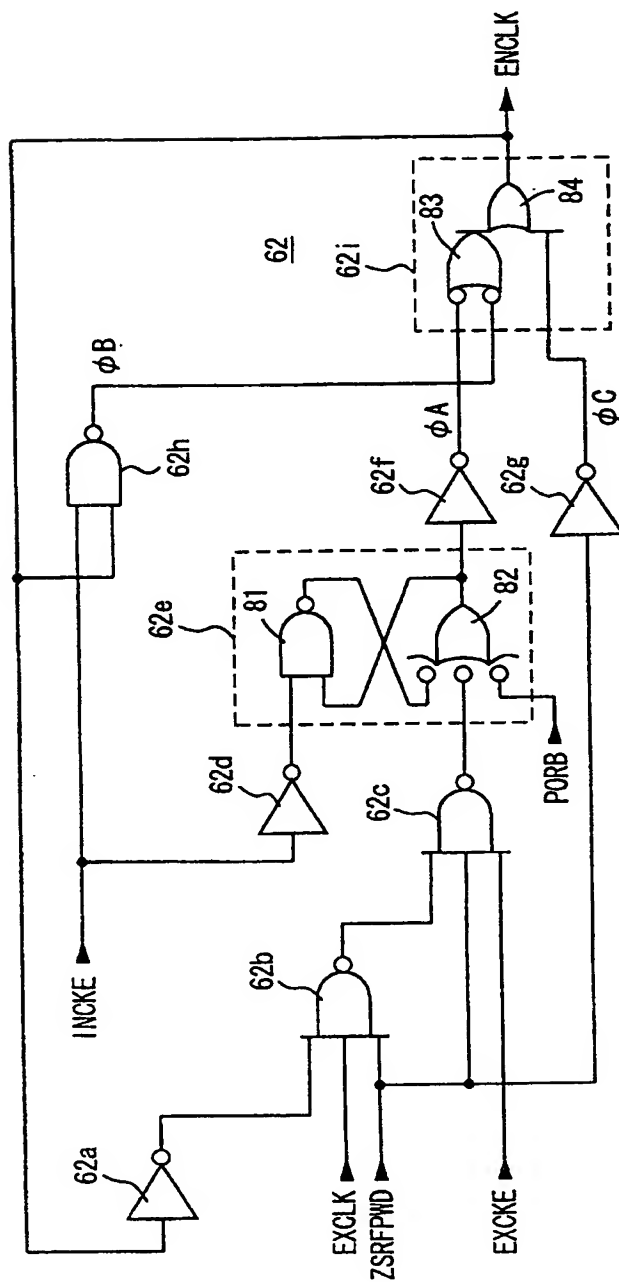 62
ENCLK
62i
83
84
φB
62h
φA
62f
φC
62g
62e
81
82
62d
PORB
62c
INCKE
62b
62a
EXCLK
ZSRFPWD
EXCKE